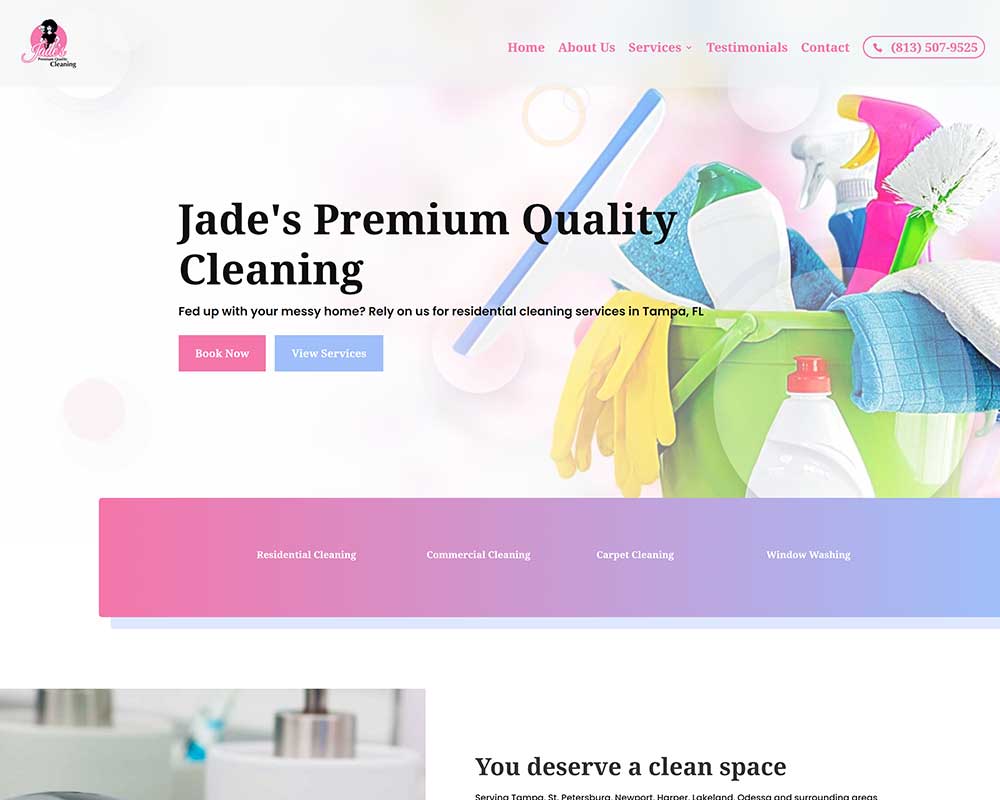 Jade's
Premium Quality
Cleaning
Home
About Us
Services
Testimonials
Contact
(813) 507-9525
Jade's Premium Quality
Cleaning
Fed up with your messy home? Rely on us for residential cleaning services in Tampa, FL
Book Now
View Services
Residential Cleaning
Commercial Cleaning
Carpet Cleaning
Window Washing
You deserve a clean space
Serving Tampa, St. Petersburg, Newport, Harper, Lakeland, Odessa and surrounding areas